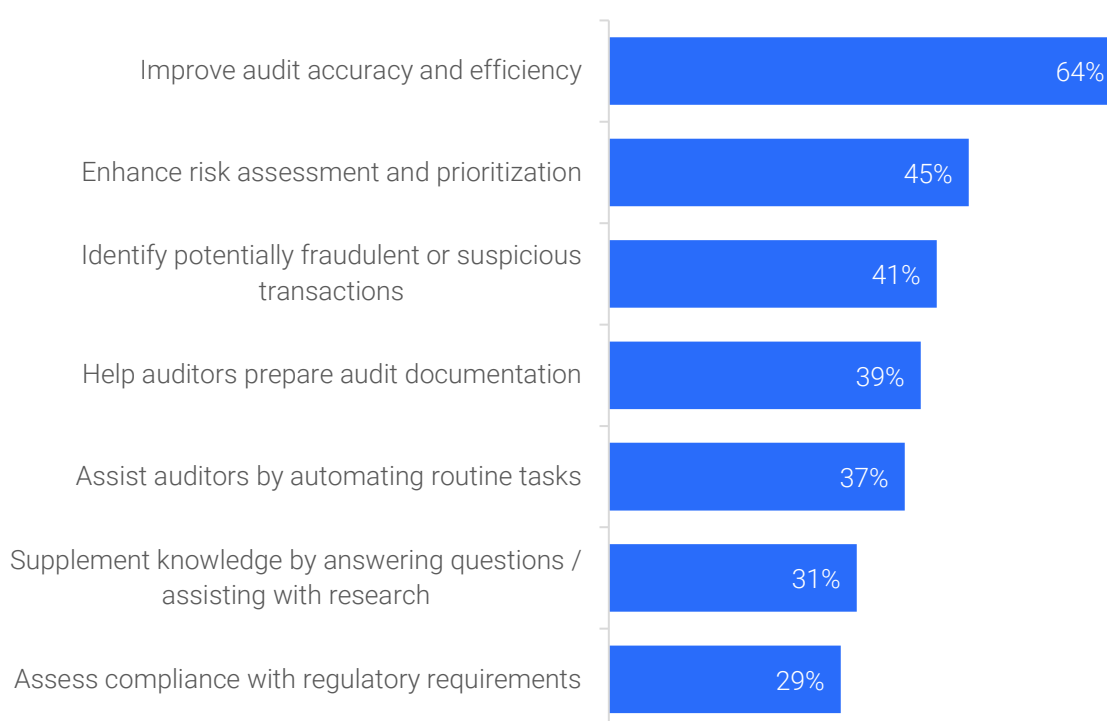 Improve audit accuracy and efficiency
64%
Enhance risk assessment and prioritization
45%
Identify potentially fraudulent or suspicious
transactions
41%
Help auditors prepare audit documentation
39%
Assist auditors by automating routine tasks
37%
Supplement knowledge by answering questions /
assisting with research
31%
Assess compliance with regulatory requirements
29%